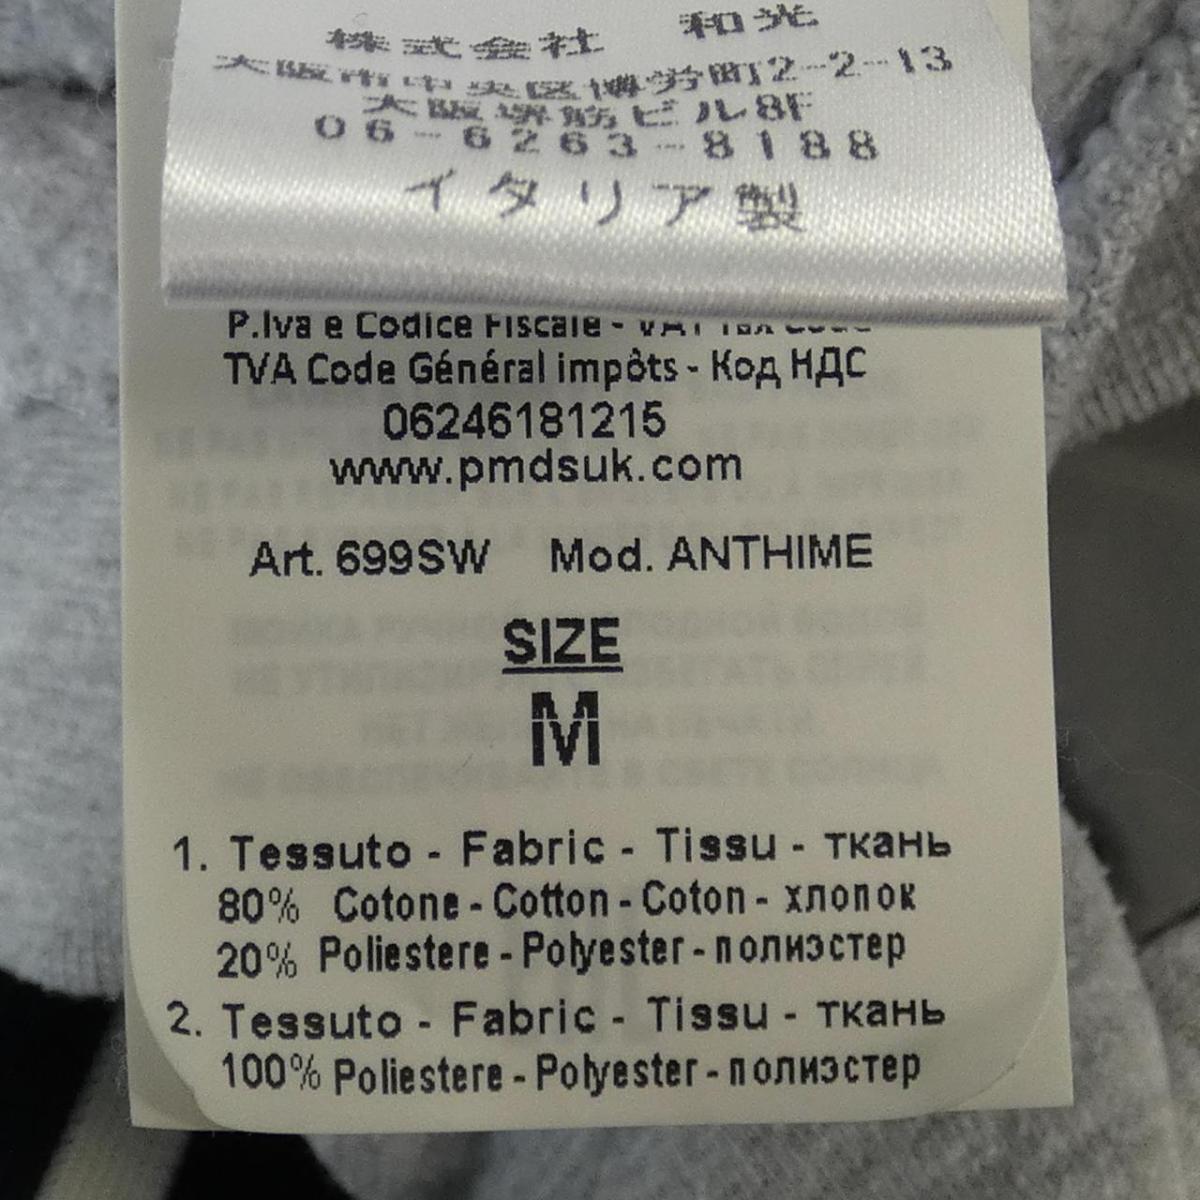 株式会社 和光
大阪市中央区博労町2-2-13
大阪堺筋ビル8F
06-6263-8188
イタリア製
P.Iva e Codice Fiscale - VAT Tax Code
TVA Code Général impôts - Код НДС
06246181215
www.pmdsuk.com
Art. 699SW Mod. ANTHIME
SIZE
M
1. Tessuto - Fabric - Tissu - ткань
80% Cotone - Cotton - Coton - хлопок
20% Poliestere - Polyester - полиэстер
2. Tessuto - Fabric - Tissu - ткань
100% Poliestere - Polyester - полиэстер